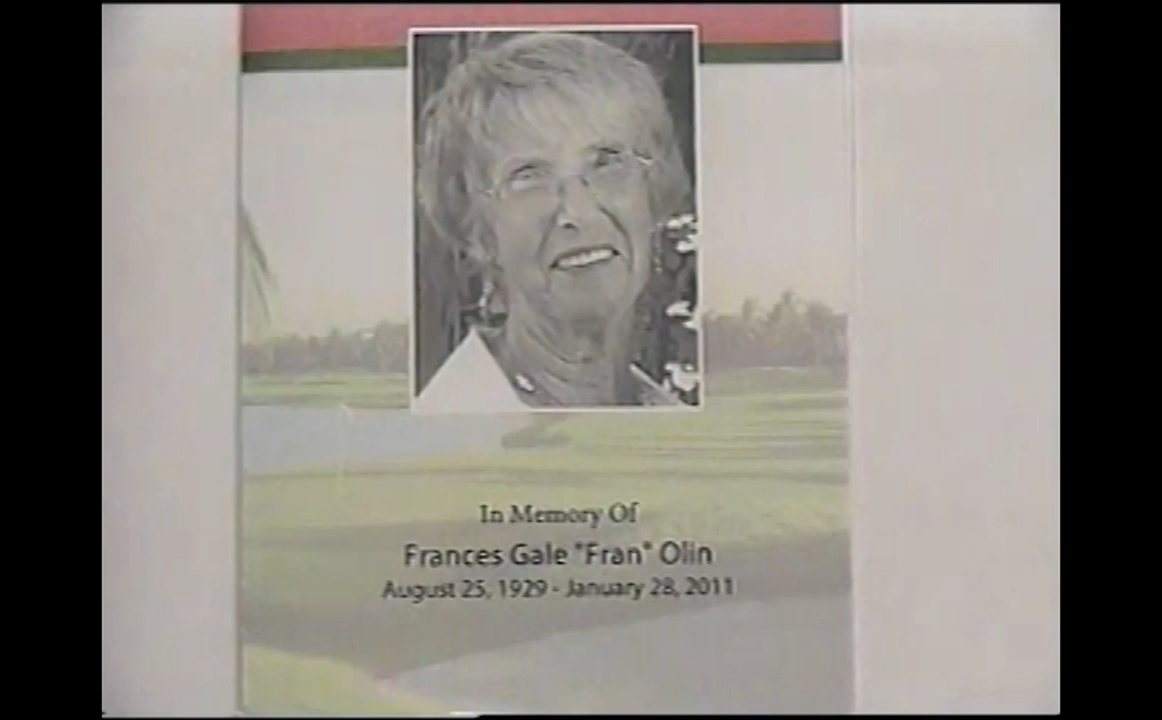 In Memory Of
Frances Gale "Fran" Olin
August 25, 1929 - January 28, 2011